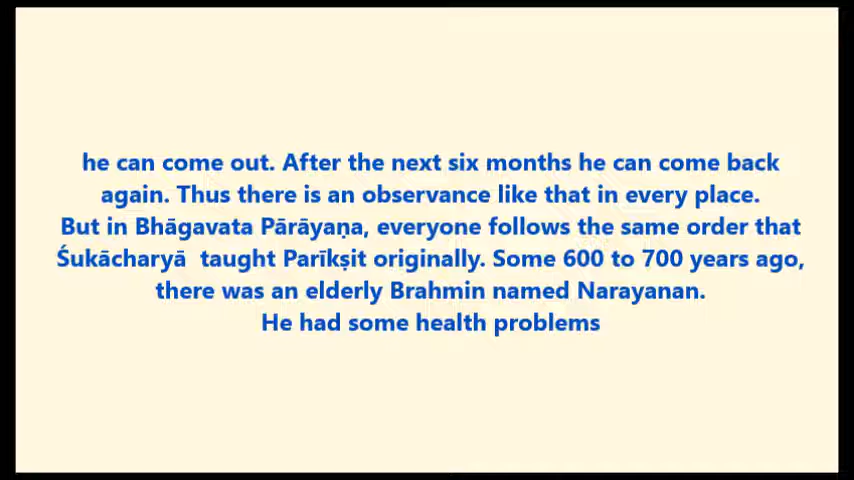 he can come out. After the next six months he can come back
again. Thus there is an observance like that in every place.
But in Bhāgavata Pārāyaṇa, everyone follows the same order that
Śukācharyā  taught Parīkṣit originally. Some 600 to 700 years ago,
there was an elderly Brahmin named Narayanan.
He had some health problems